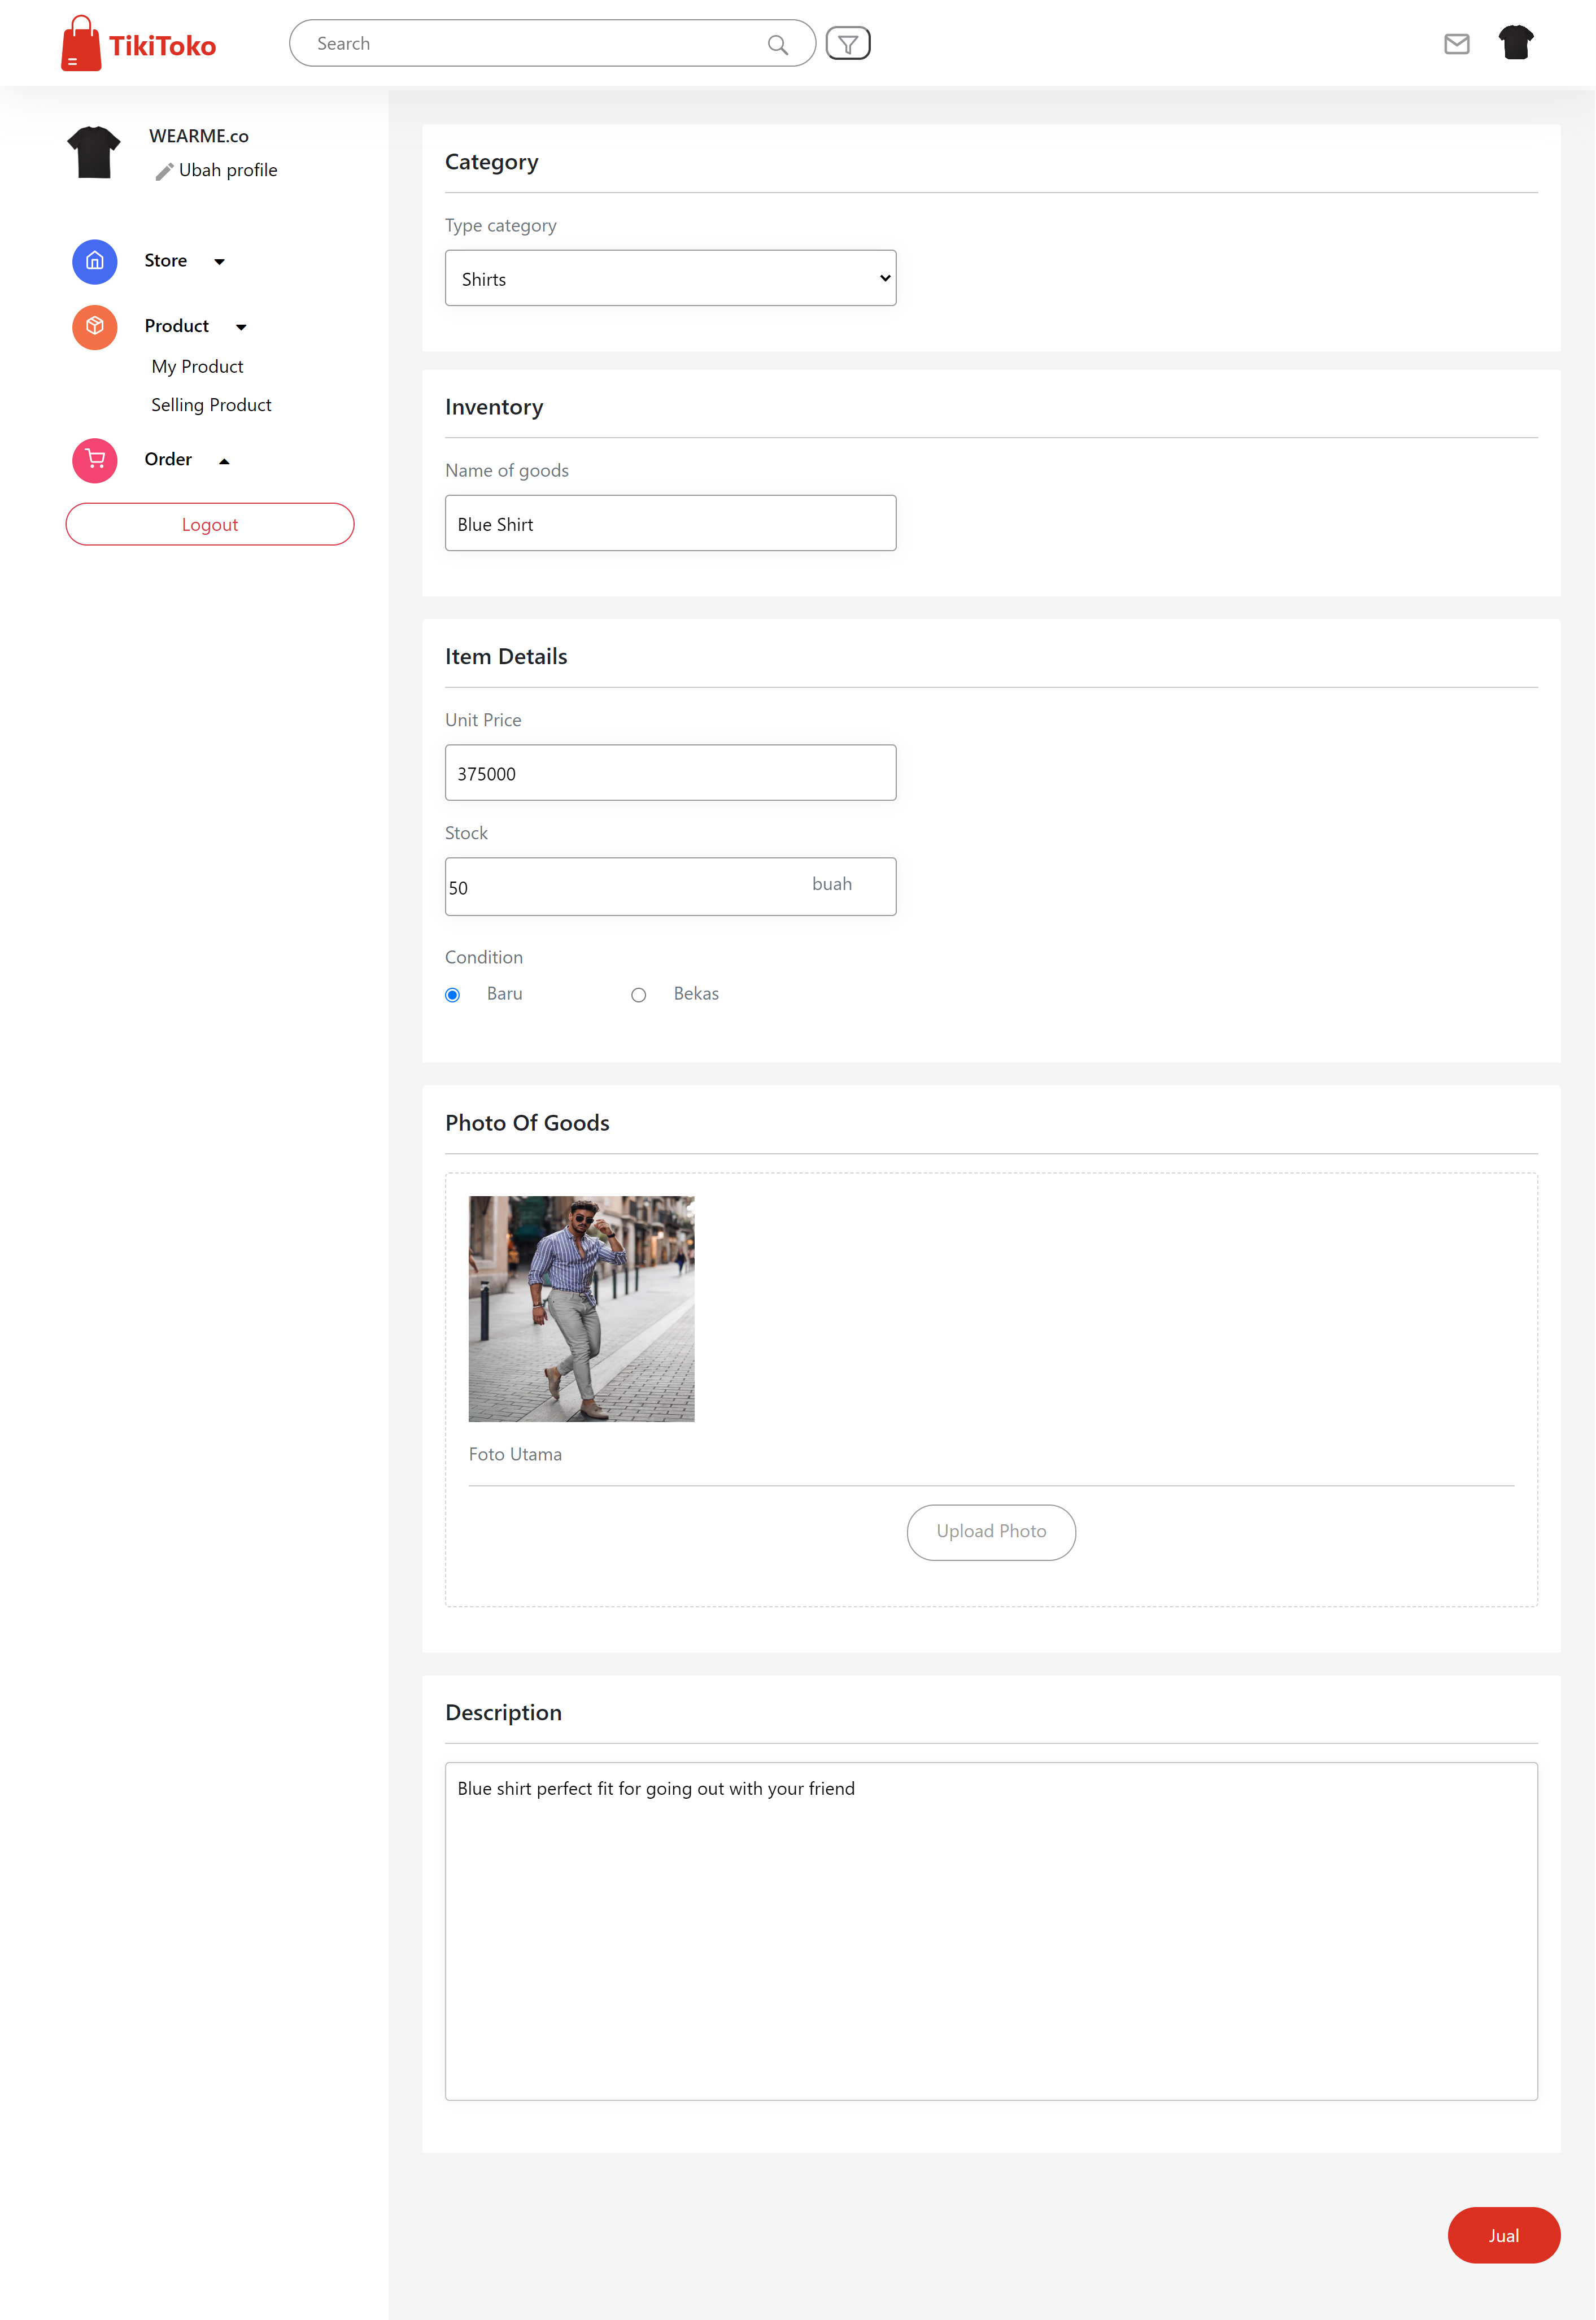 TikiToko
Search
WEARME.co
Ubah profile
Store
Product
My Product
Selling Product
Order
Logout
Category
Type category
Shirts
Inventory
Name of goods
Blue Shirt
Item Details
Unit Price
375000
Stock
50 buah
Condition
Baru Bekas
Photo Of Goods
Foto Utama
Upload Photo
Description
Blue shirt perfect fit for going out with your friend
Jual